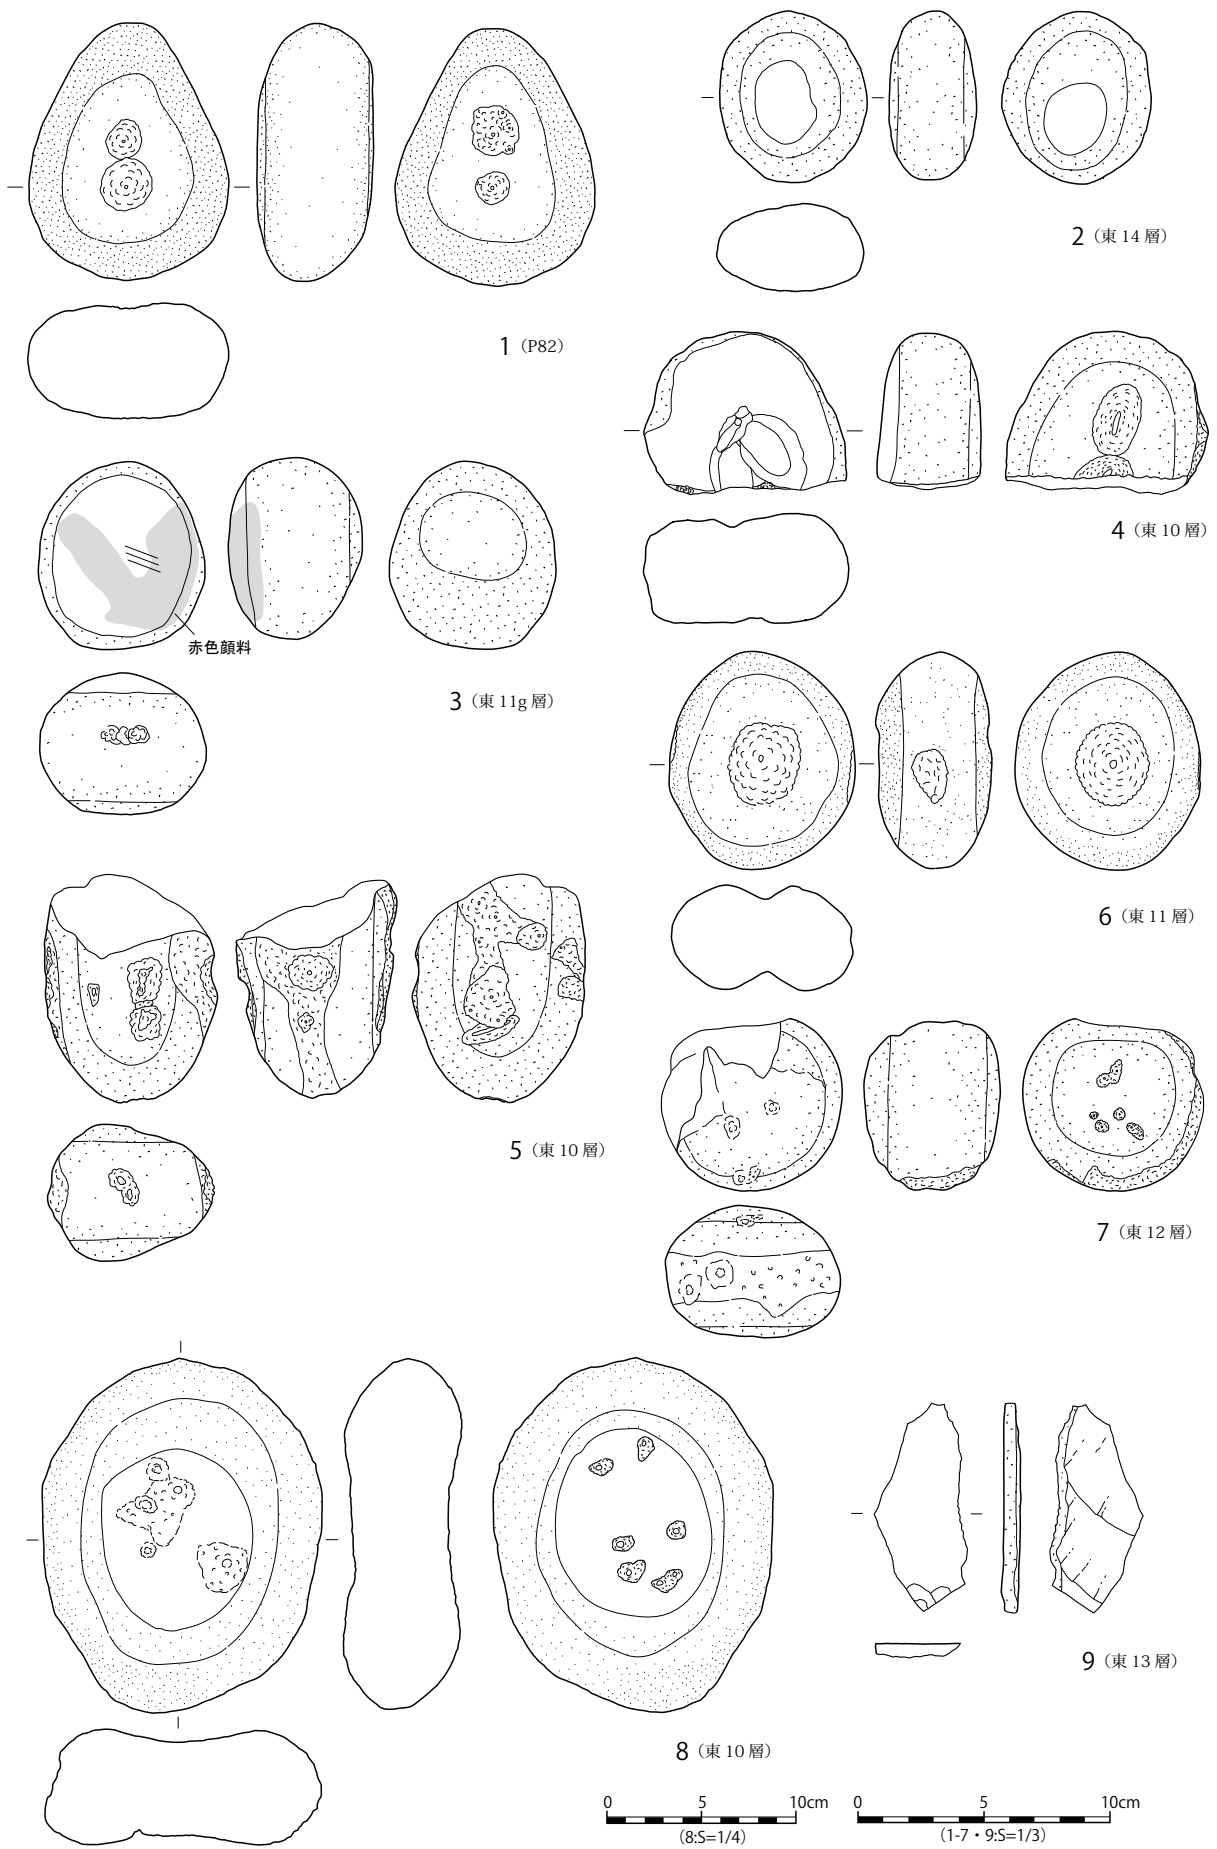 1（P82）
2（東 14 層）
赤色顔料
3（東 11g 層）
4（東 10 層）
5（東 10 層）
6（東 11 層）
7（東 12 層）
8（東 10 層）
9（東 13 層）
0 5 10cm
(8:S=1/4)
0 5 10cm
(1-7・9:S=1/3)